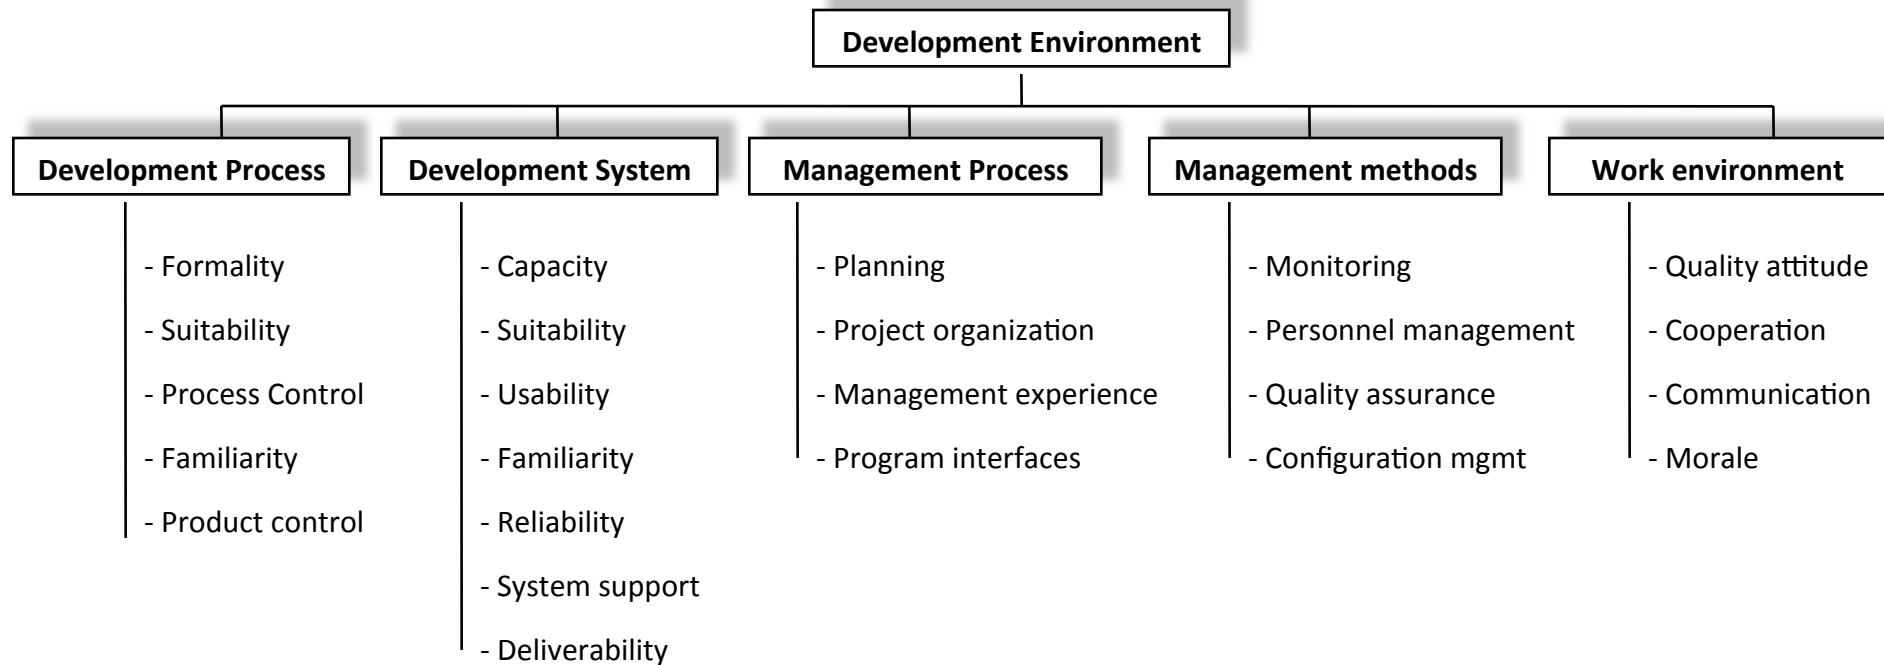 Development Environment
Development Process
- Formality
- Suitability
- Process Control
- Familiarity
- Product control
Development System
- Capacity
- Suitability
- Usability
- Familiarity
- Reliability
- System support
- Deliverability
Management Process
- Planning
- Project organization
- Management experience
- Program interfaces
Management methods
- Monitoring
- Personnel management
- Quality assurance
- Configuration mgmt
Work environment
- Quality attitude
- Cooperation
- Communication
- Morale